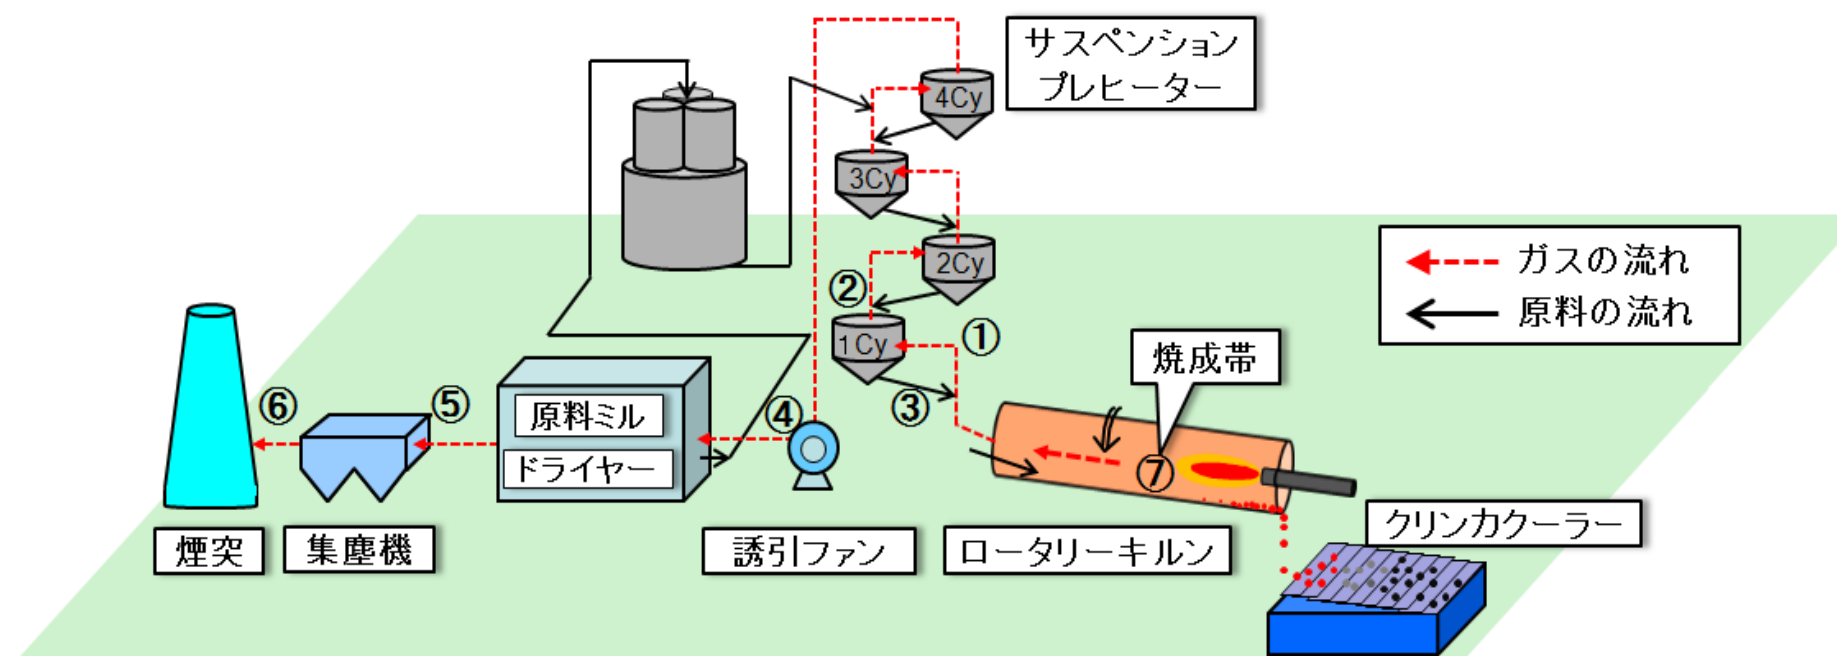 サスペンション
プレヒーター
4Cy
3Cy
2Cy
1Cy
ガスの流れ
原料の流れ
②
①
③
焼成帯
⑦
⑥
⑤
④
原料ミル
ドライヤー
煙突
集塵機
誘引ファン
ロータリーキルン
クリンカクーラー